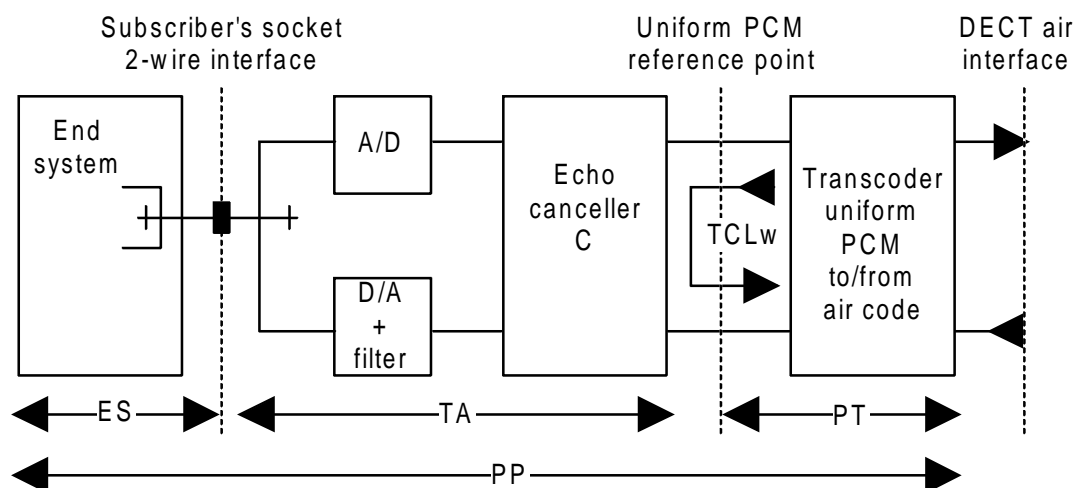 Subscriber's socket
2-wire interface
Uniform PCM
reference point
DECT air
interface
End
system
A/D
D/A
+
filter
Echo
canceller
C
TCLw
Transcoder
uniform
PCM
to/from
air code
ES
TA
PT
PP